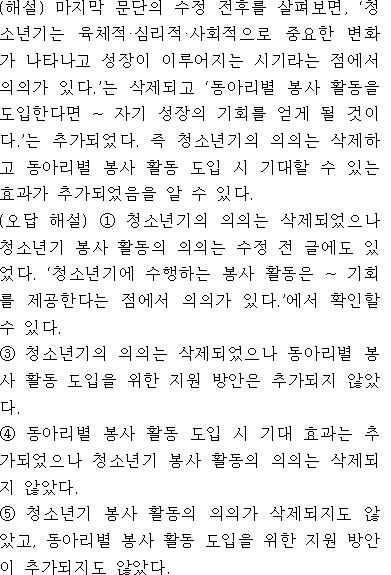 (해설) 마지막 문단의 수정 전후를 살펴보면, ‘청
소년기는 육체적·심리적·사회적으로 중요한 변화
가 나타나고 성장이 이루어지는 시기라는 점에서
의의가 있다.’는 삭제되고 ‘동아리별 봉사 활동을
도입한다면 ~ 자기 성장의 기회를 얻게 될 것이
다.’는 추가되었다. 즉 청소년기의 의의는 삭제하
고 동아리별 봉사 활동 도입 시 기대할 수 있는
효과가 추가되었음을 알 수 있다.
(오답 해설) ① 청소년기의 의의는 삭제되었으나
청소년기 봉사 활동의 의의는 수정 전 글에도 있
었다. ‘청소년기에 수행하는 봉사 활동은 ~ 기회
를 제공한다는 점에서 의의가 있다.’에서 확인할
수 있다.
③ 청소년기의 의의는 삭제되었으나 동아리별 봉
사 활동 도입을 위한 지원 방안은 추가되지 않았
다.
④ 동아리별 봉사 활동 도입 시 기대 효과는 추
가되었으나 청소년기 봉사 활동의 의의는 삭제되
지 않았다.
⑤ 청소년기 봉사 활동의 의의가 삭제되지도 않
았고, 동아리별 봉사 활동 도입을 위한 지원 방안
이 추가되지도 않았다.